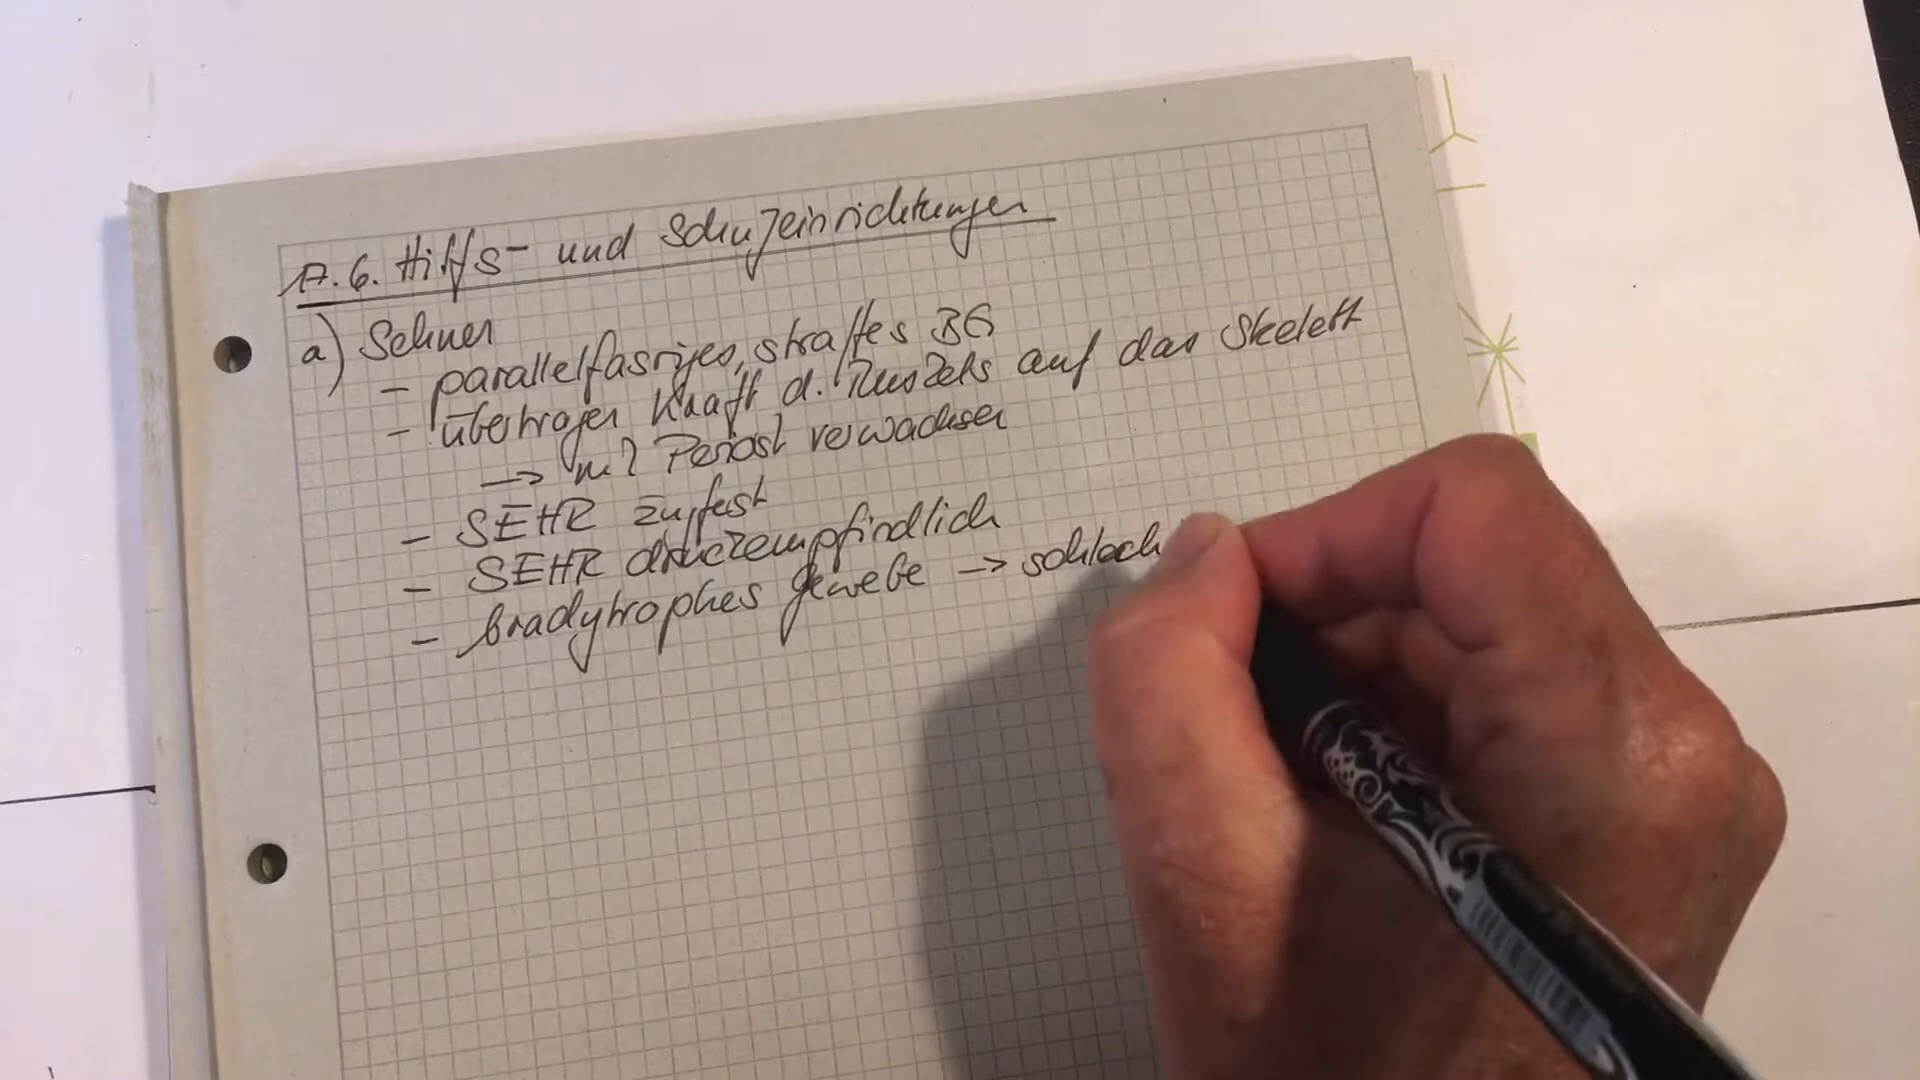 17.6. Hilfs- und Schutzeinrichtungen
a) Sehnen
- parallelfasriges, straffes BG
- übertragen Kraft d. Muskels auf das Skelett
→ mit Periost verwachsen
- SEHR zugfest
- SEHR druckempfindlich
- bradytrophes Gewebe → schlech